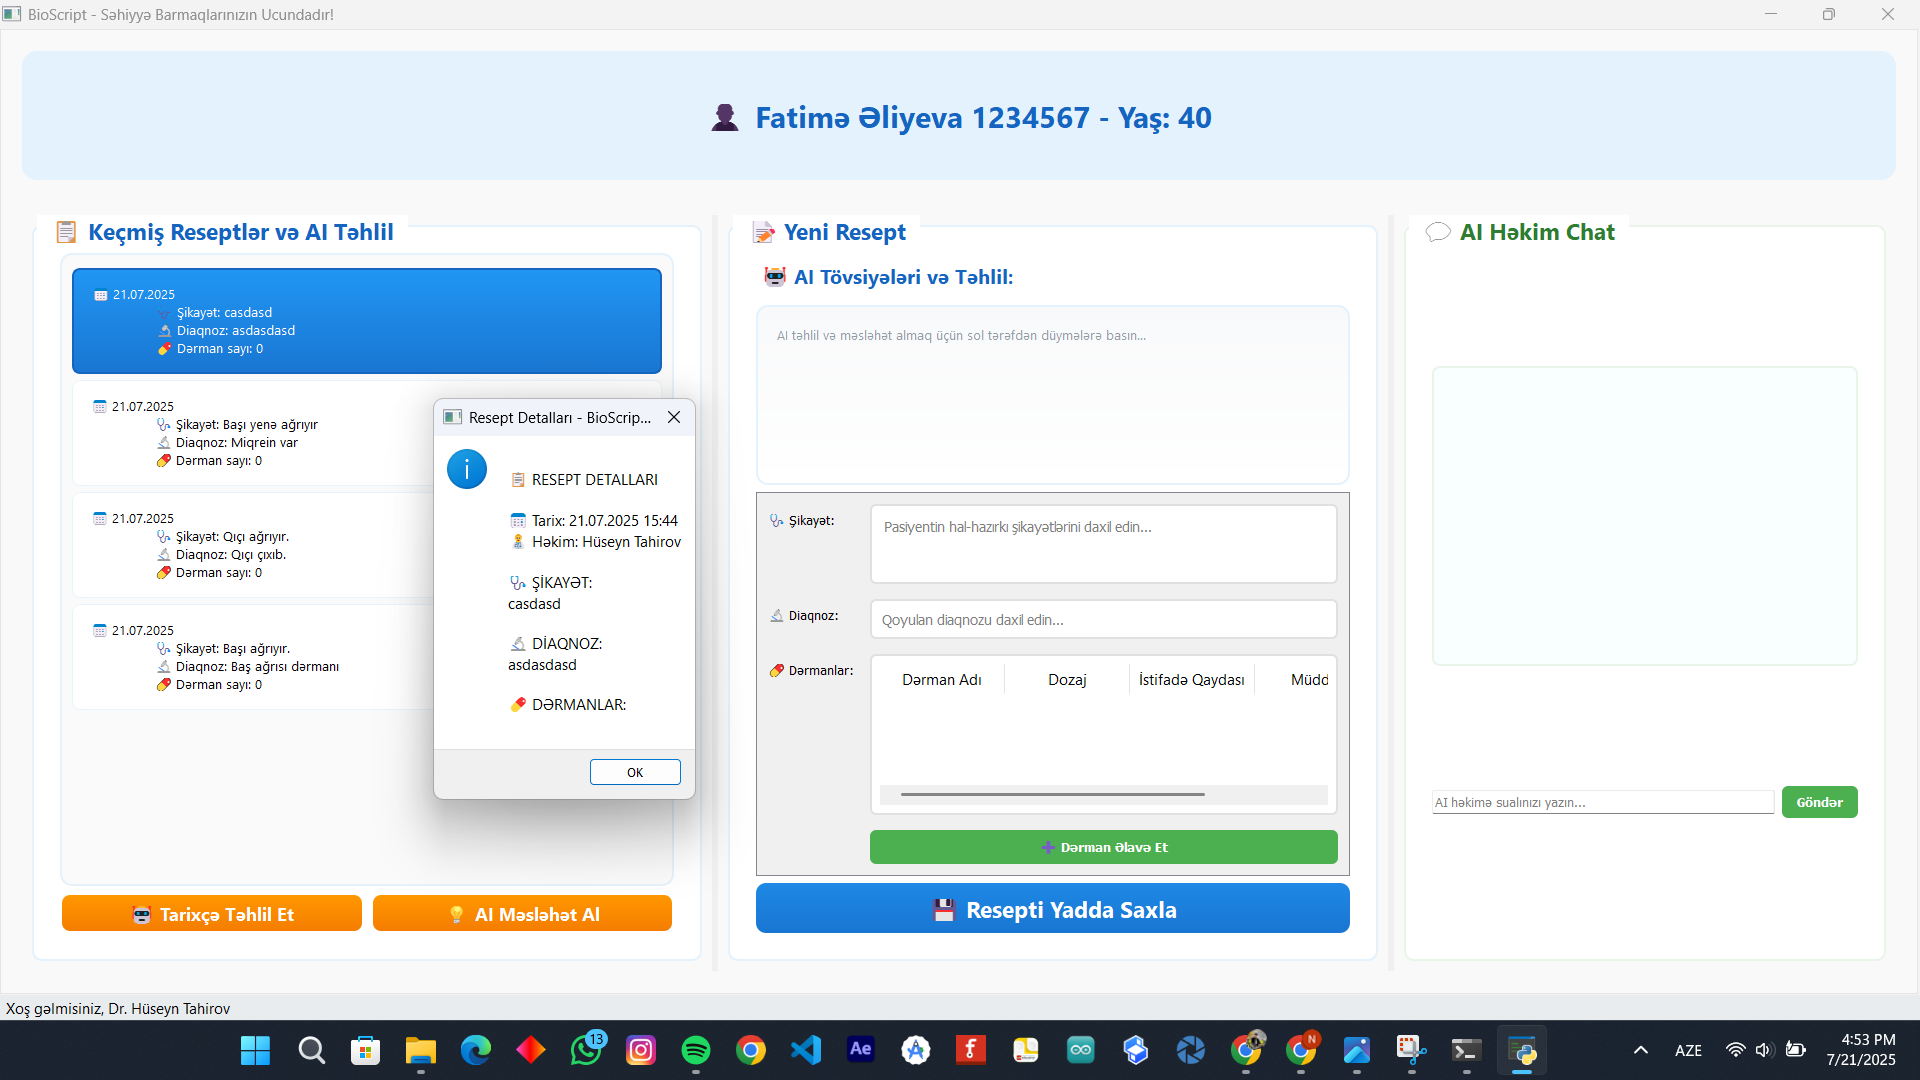 BioScript - Səhiyyə Barmaqlarınızın Ucundadır!
Fatimə Əliyeva 1234567 - Yaş: 40
Keçmiş Reseptlər və AI Təhlil
21.07.2025
Şikayət: casdasd
Diaqnoz: asdasdasd
Dərman sayı: 0
21.07.2025
Şikayət: Başı yenə ağrıyır
Diaqnoz: Miqrein var
Dərman sayı: 0
21.07.2025
Şikayət: Qıçı ağrıyır.
Diaqnoz: Qıçı çıxıb.
Dərman sayı: 0
21.07.2025
Şikayət: Başı ağrıyır.
Diaqnoz: Baş ağrısı dərmanı
Dərman sayı: 0
Tarixçə Təhlil Et
AI Məsləhət Al
Resept Detalları - BioScrip...
RESEPT DETALLARI
Tarix: 21.07.2025 15:44
Həkim: Hüseyn Tahirov
ŞİKAYƏT:
casdasd
DİAQNOZ:
asdasdasd
DƏRMANLAR:
OK
Yeni Resept
AI Tövsiyələri və Təhlil:
AI təhlil və məsləhət almaq üçün sol tərəfdən düymələrə basın...
Şikayət:
Pasiyentin hal-hazırkı şikayətlərini daxil edin...
Diaqnoz:
Qoyulan diaqnozu daxil edin...
Dərmanlar:
Dərman Adı Dozaj İstifadə Qaydası Müdd
Dərman Əlavə Et
Resepti Yadda Saxla
AI Həkim Chat
AI həkimə sualınızı yazın...
Göndər
Xoş gəlmisiniz, Dr. Hüseyn Tahirov
13
Ae
N
AZE
4:53 PM
7/21/2025